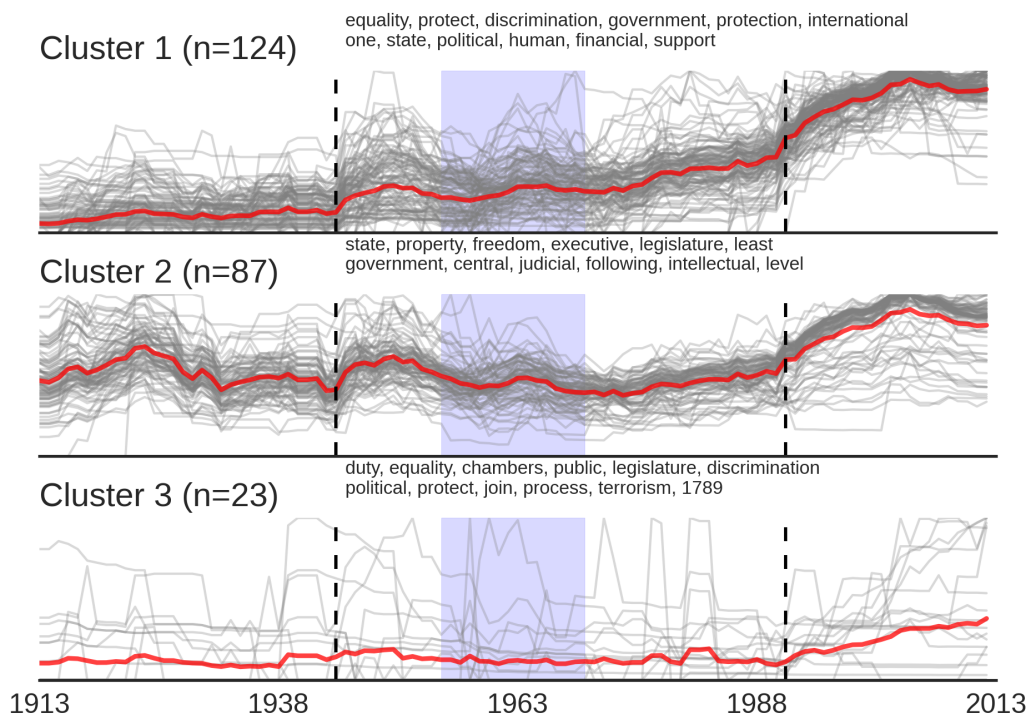 equality, protect, discrimination, government, protection, international
Cluster 1 (n=124)
one, state, political, human, financial, support
state, property, freedom, executive, legislature, least
Cluster 2 (n=87)
government, central, judicial, following, intellectual, level
duty, equality, chambers, public, legislature, discrimination
Cluster 3 (n=23)
political, protect, join, process, terrorism, 1789
1913 1938 1963 1988 2013